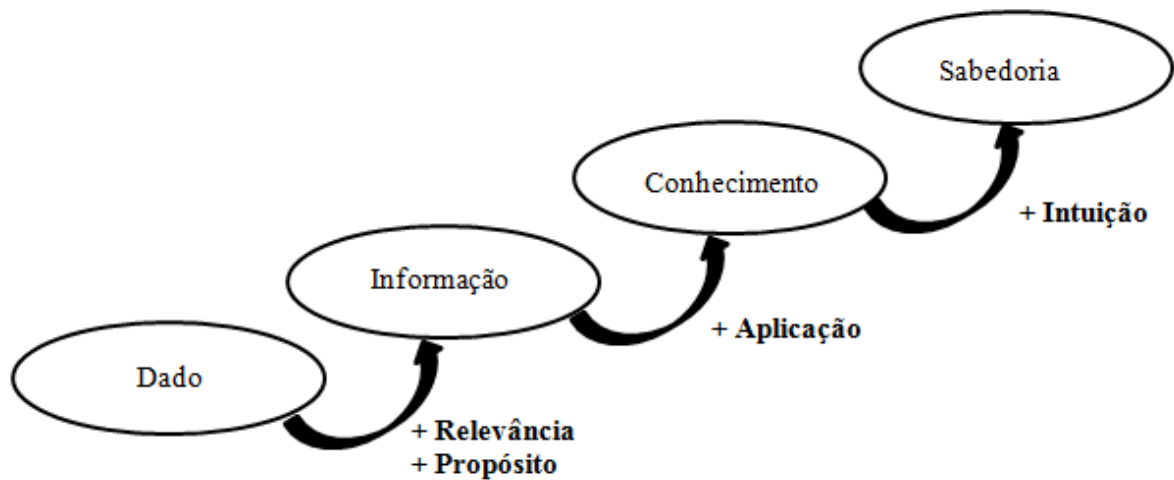 Sabedoria
Conhecimento
+ Intuição
Informação
+ Aplicação
Dado
+ Relevância
+ Propósito